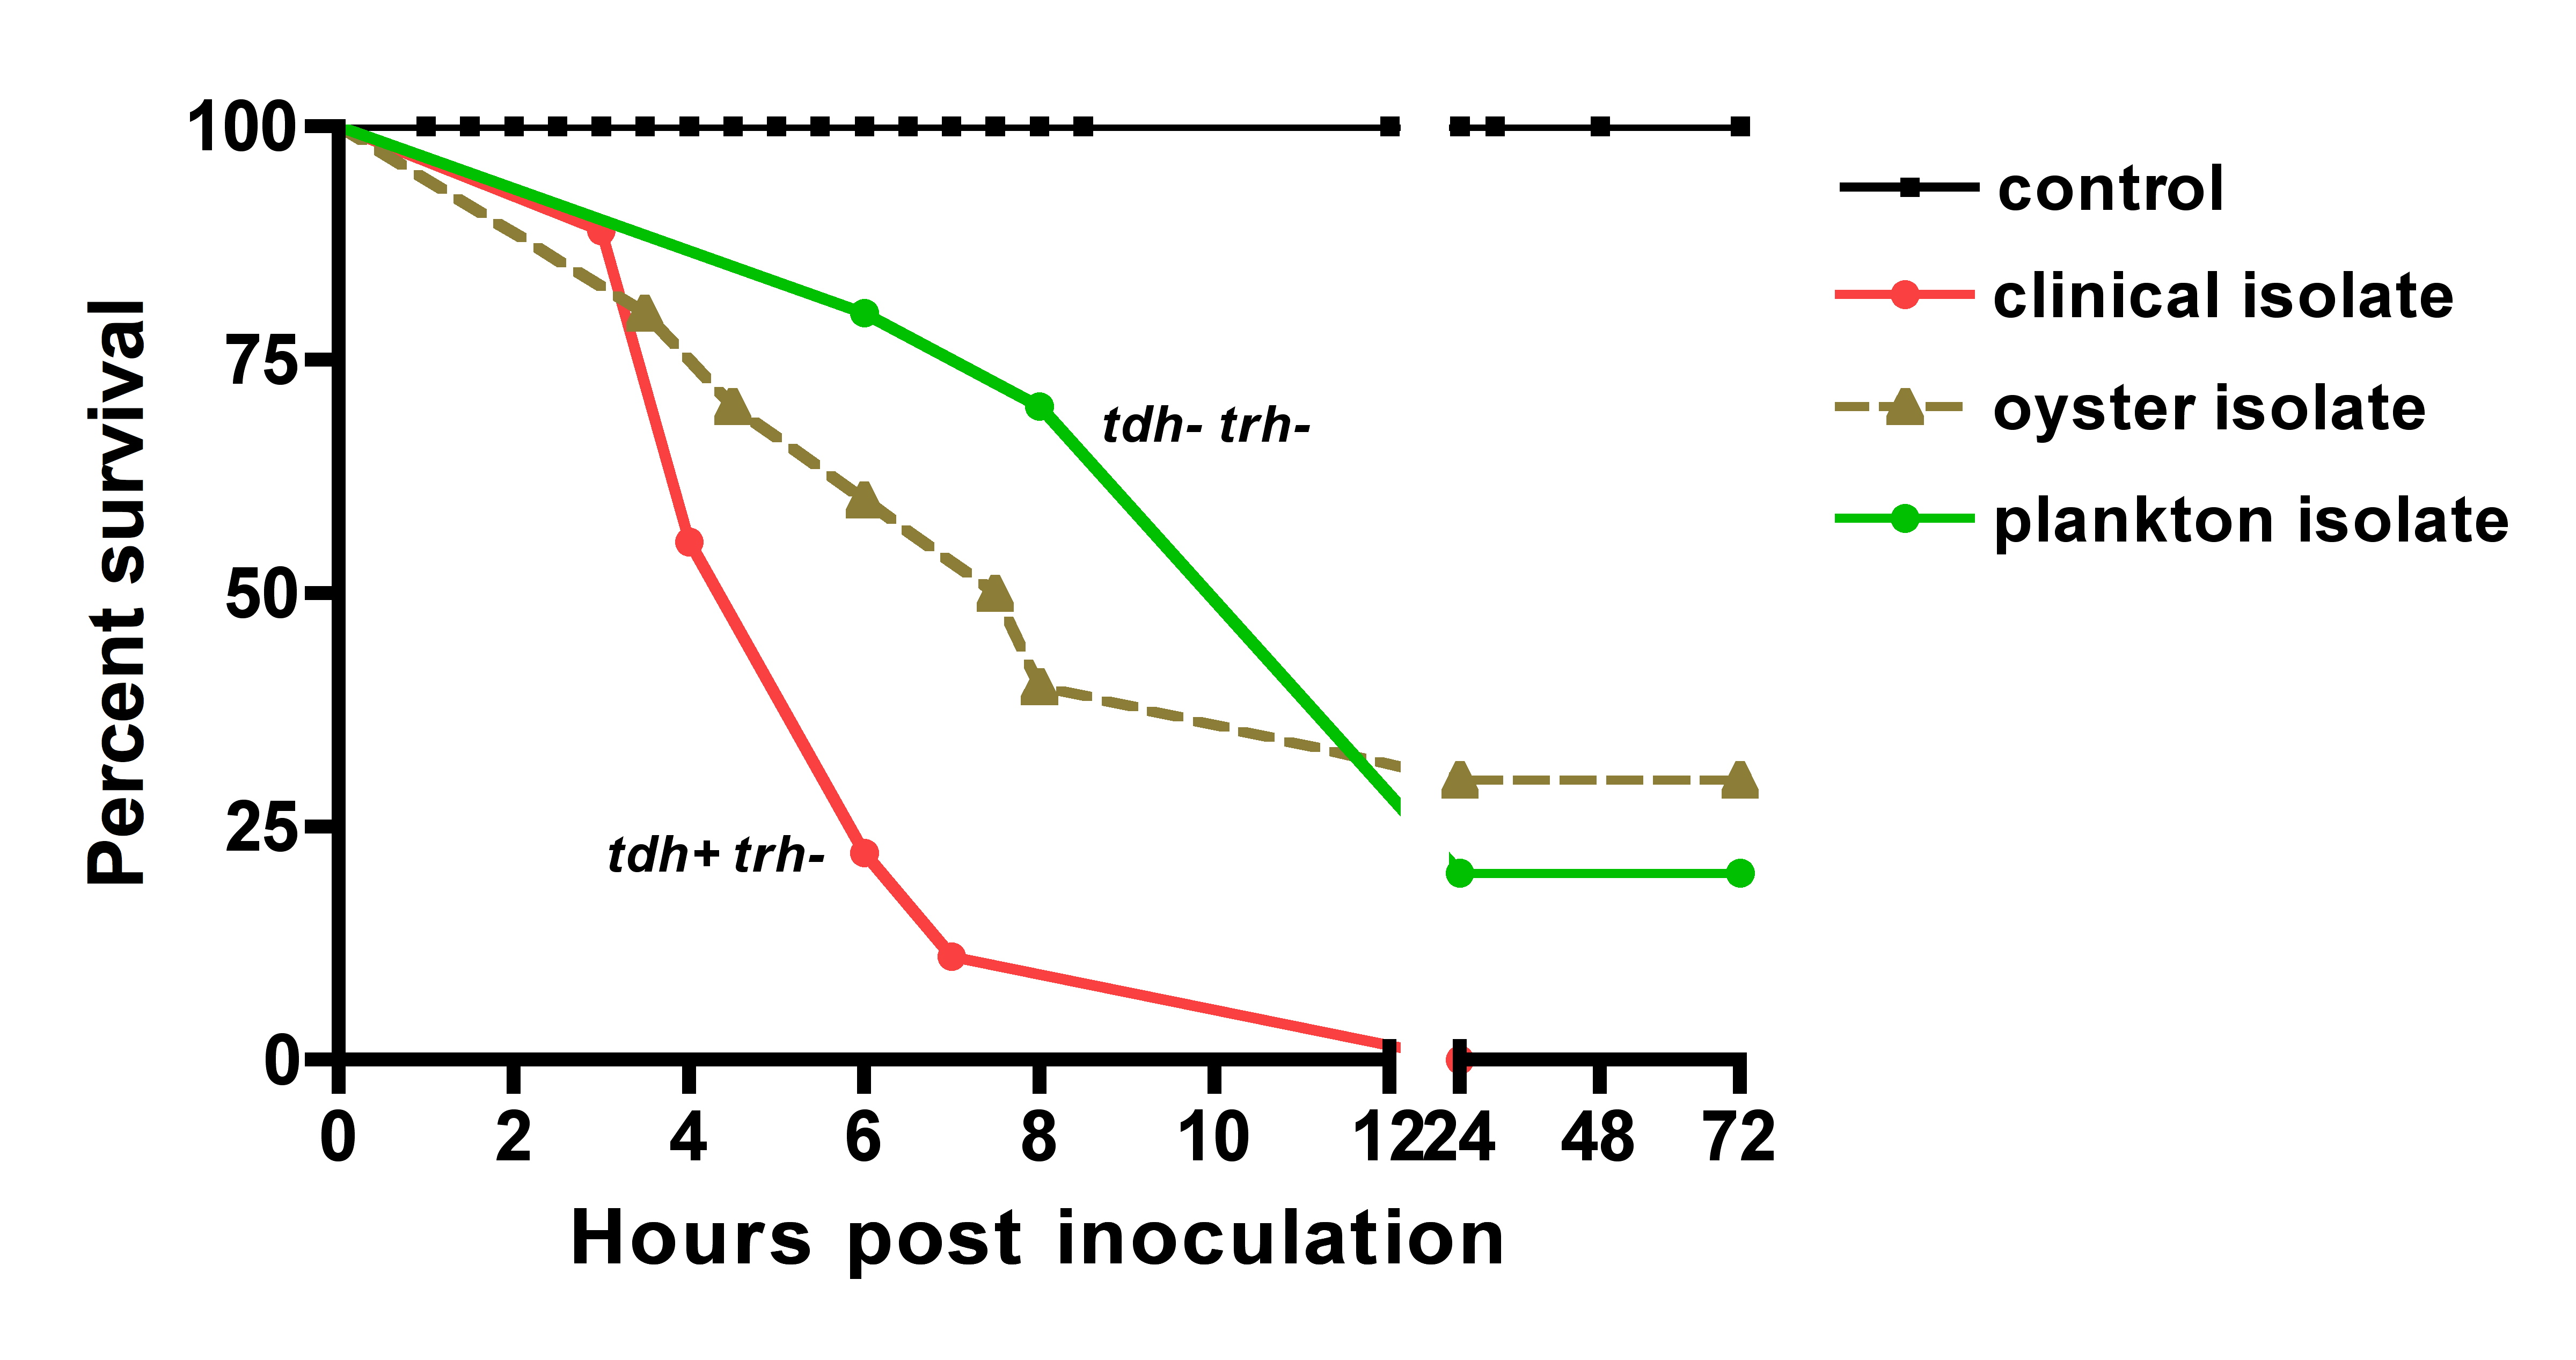 100
75
50
25
0
Percent survival
tdh- trh-
tdh+ trh-
0 2 4 6 8 10 12 24 48 72
Hours post inoculation
control
clinical isolate
oyster isolate
plankton isolate